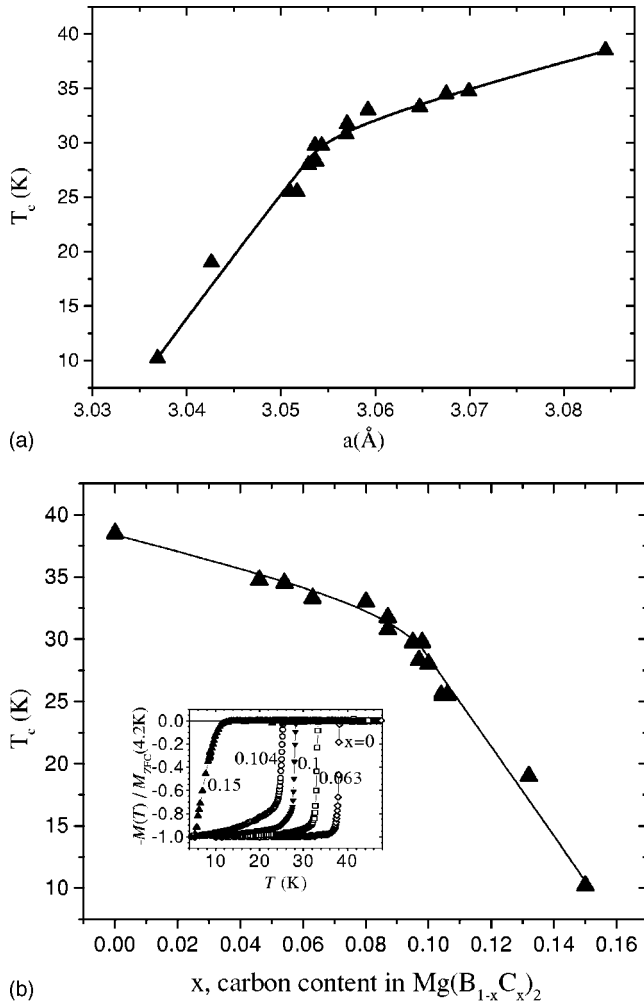 40
35
30
25
20
15
10
T_c (K)
3.03 3.04 3.05 3.06 3.07 3.08
a(Å)
(a)
40
35
30
25
20
15
10
T_c (K)
0.0
-0.2
-0.4
-0.6
-0.8
-1.0
-M(T) / M_ZFC(4.2K)
x=0
0.104
0.1
0.15
0.063
10 20 30 40
T (K)
0.00 0.02 0.04 0.06 0.08 0.10 0.12 0.14 0.16
x, carbon content in Mg(B_{1-x}C_x)_2
(b)